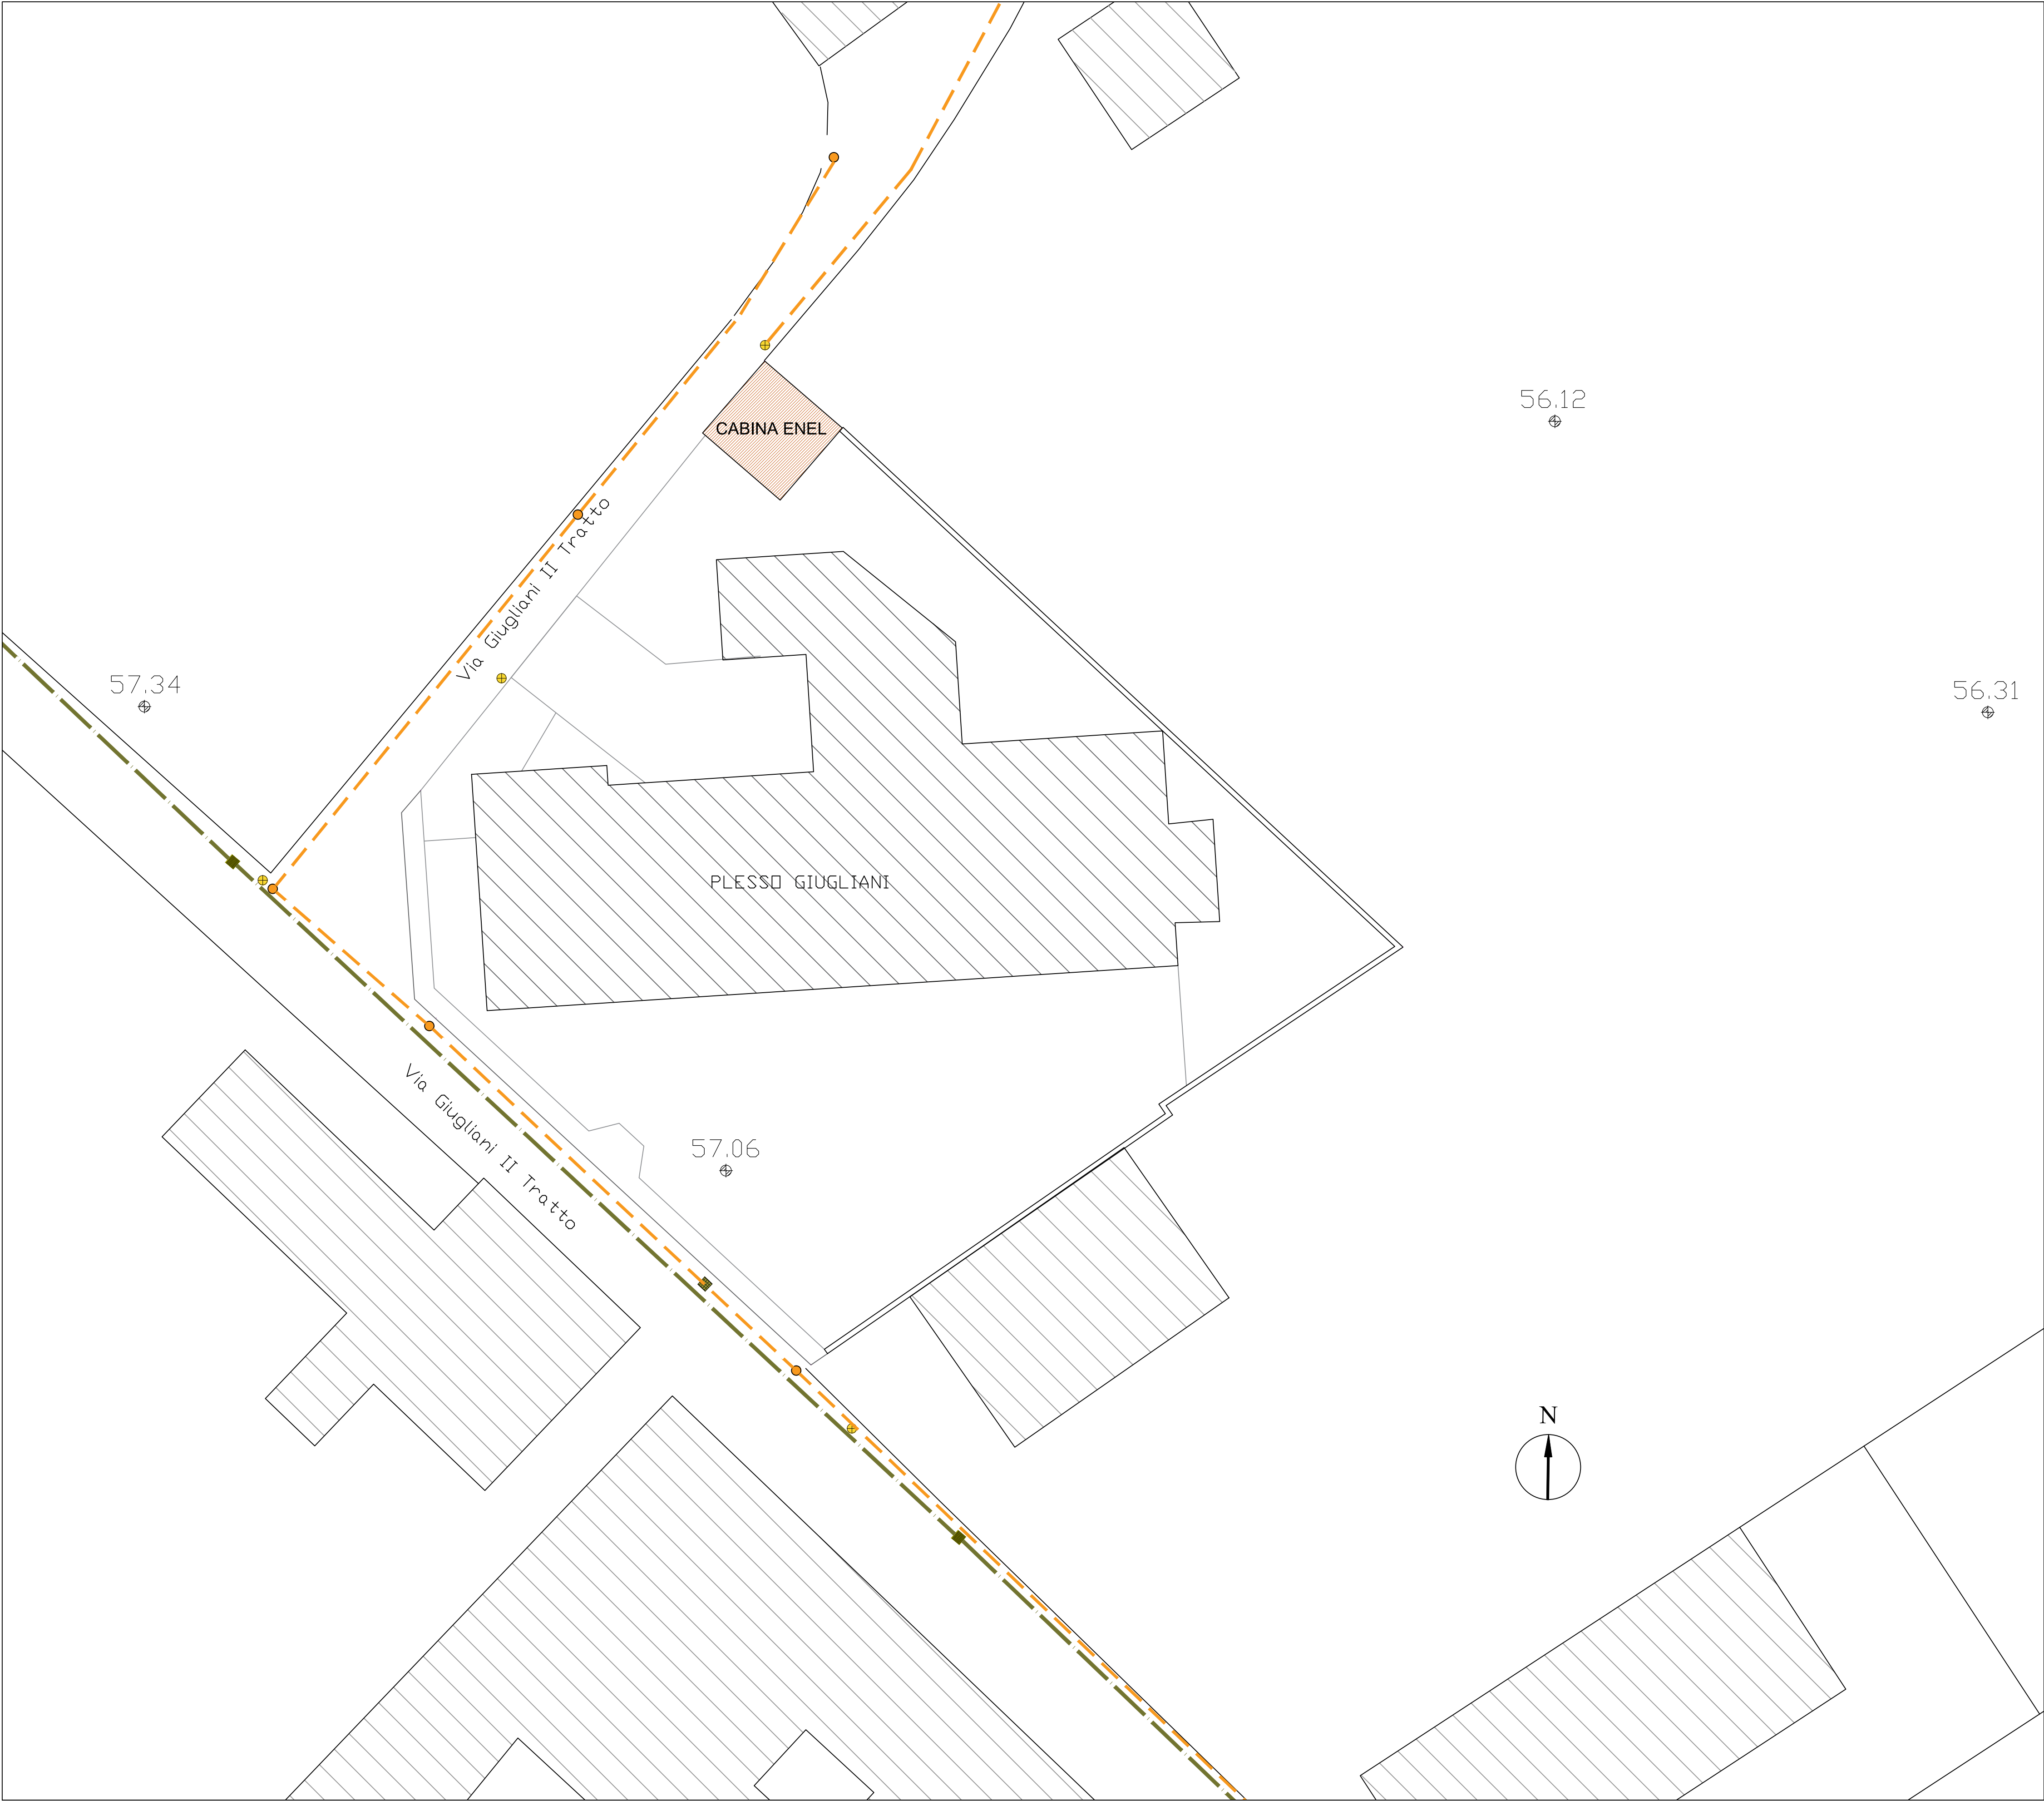 CABINA ENEL
56.12
Via Giugliani II Tratto
57.34
56.31
PLESSO GIUGLIANI
Via Giugliani II Tratto
57.06
N